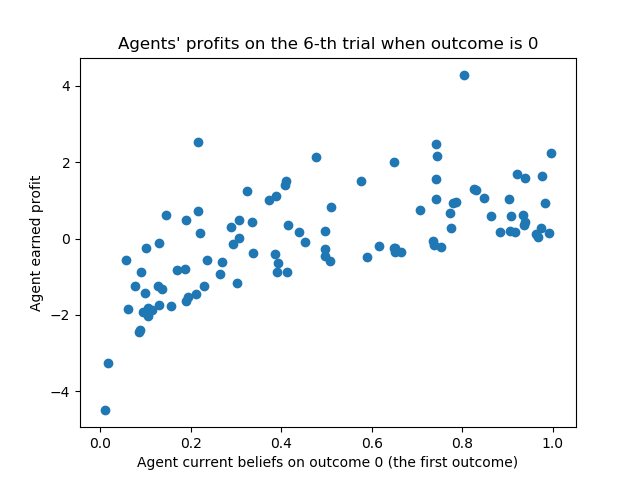 Agents' profits on the 6-th trial when outcome is 0
4
2
0
−2
−4
Agent earned profit
0.0 0.2 0.4 0.6 0.8 1.0
Agent current beliefs on outcome 0 (the first outcome)